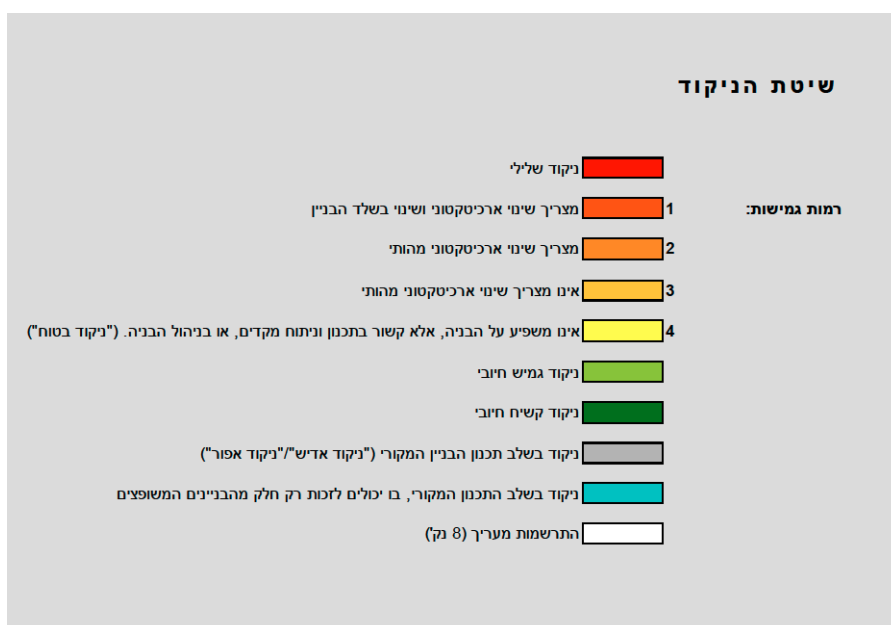 שיטת הניקוד
ניקוד שלילי
רמות גמישות: 1 מצריך שינוי ארכיטקטוני ושינוי בשלד הבניין
2 מצריך שינוי ארכיטקטוני מהותי
3 אינו מצריך שינוי ארכיטקטוני מהותי
4 אינו משפיע על הבניה, אלא קשור בתכנון וניתוח מקדים, או בניהול הבניה. ("ניקוד בטוח")
ניקוד גמיש חיובי
ניקוד קשיח חיובי
ניקוד בשלב תכנון הבניין המקורי ("ניקוד אדיש"/"ניקוד אפור")
ניקוד בשלב התכנון המקורי, בו יכולים לזכות רק חלק מהבניינים המשופצים
התרשמות מעריך (8 נק')